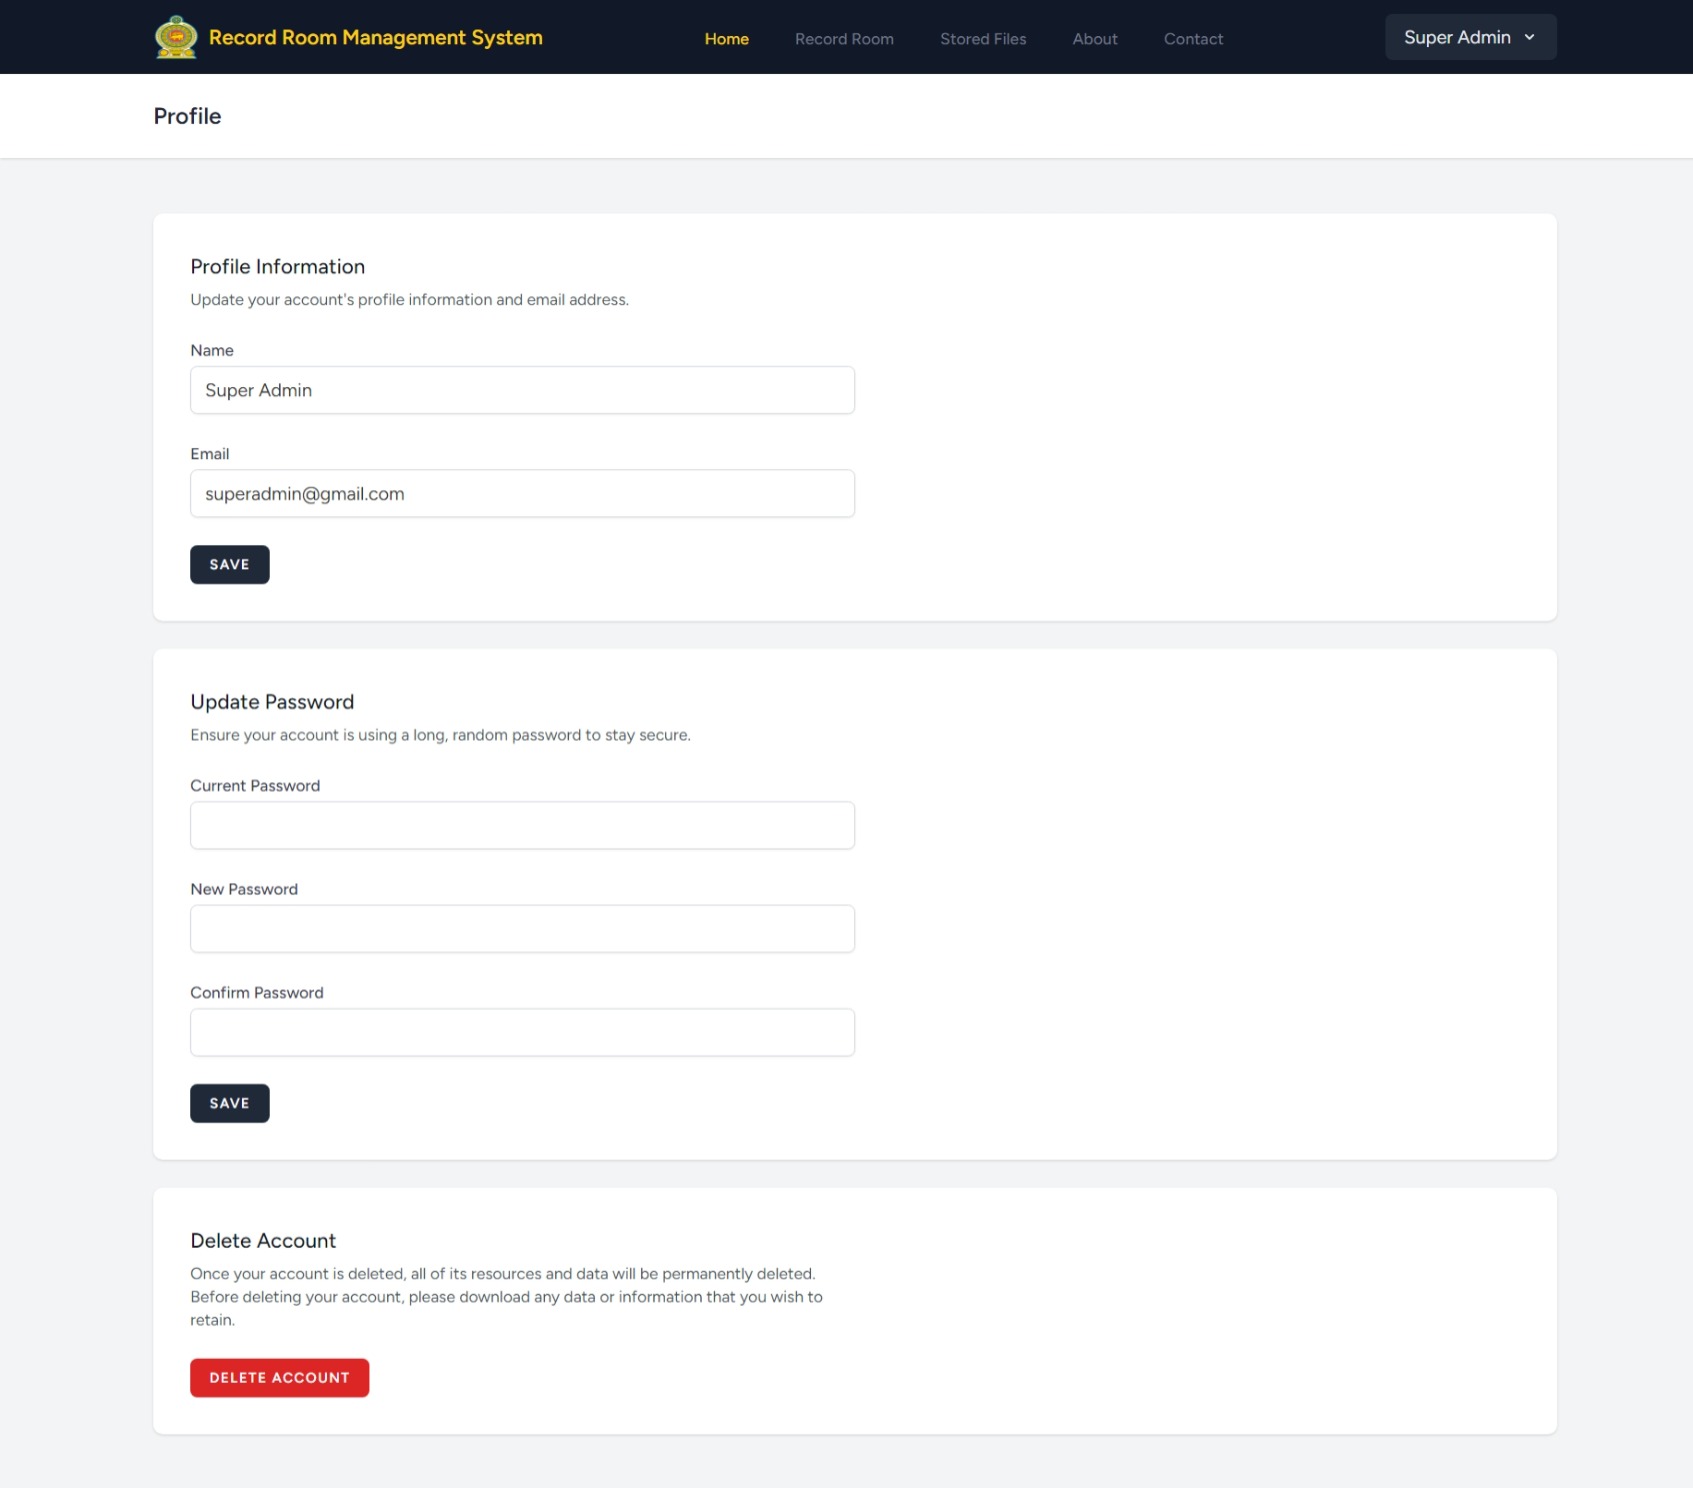 Record Room Management System
Home
Record Room
Stored Files
About
Contact
Super Admin
Profile
Profile Information
Update your account's profile information and email address.
Name
Super Admin
Email
superadmin@gmail.com
SAVE
Update Password
Ensure your account is using a long, random password to stay secure.
Current Password
New Password
Confirm Password
SAVE
Delete Account
Once your account is deleted, all of its resources and data will be permanently deleted.
Before deleting your account, please download any data or information that you wish to
retain.
DELETE ACCOUNT